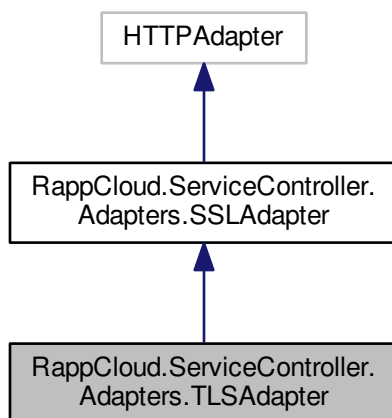 HTTPAdapter
RappCloud.ServiceController.
Adapters.SSLAdapter
RappCloud.ServiceController.
Adapters.TLSAdapter